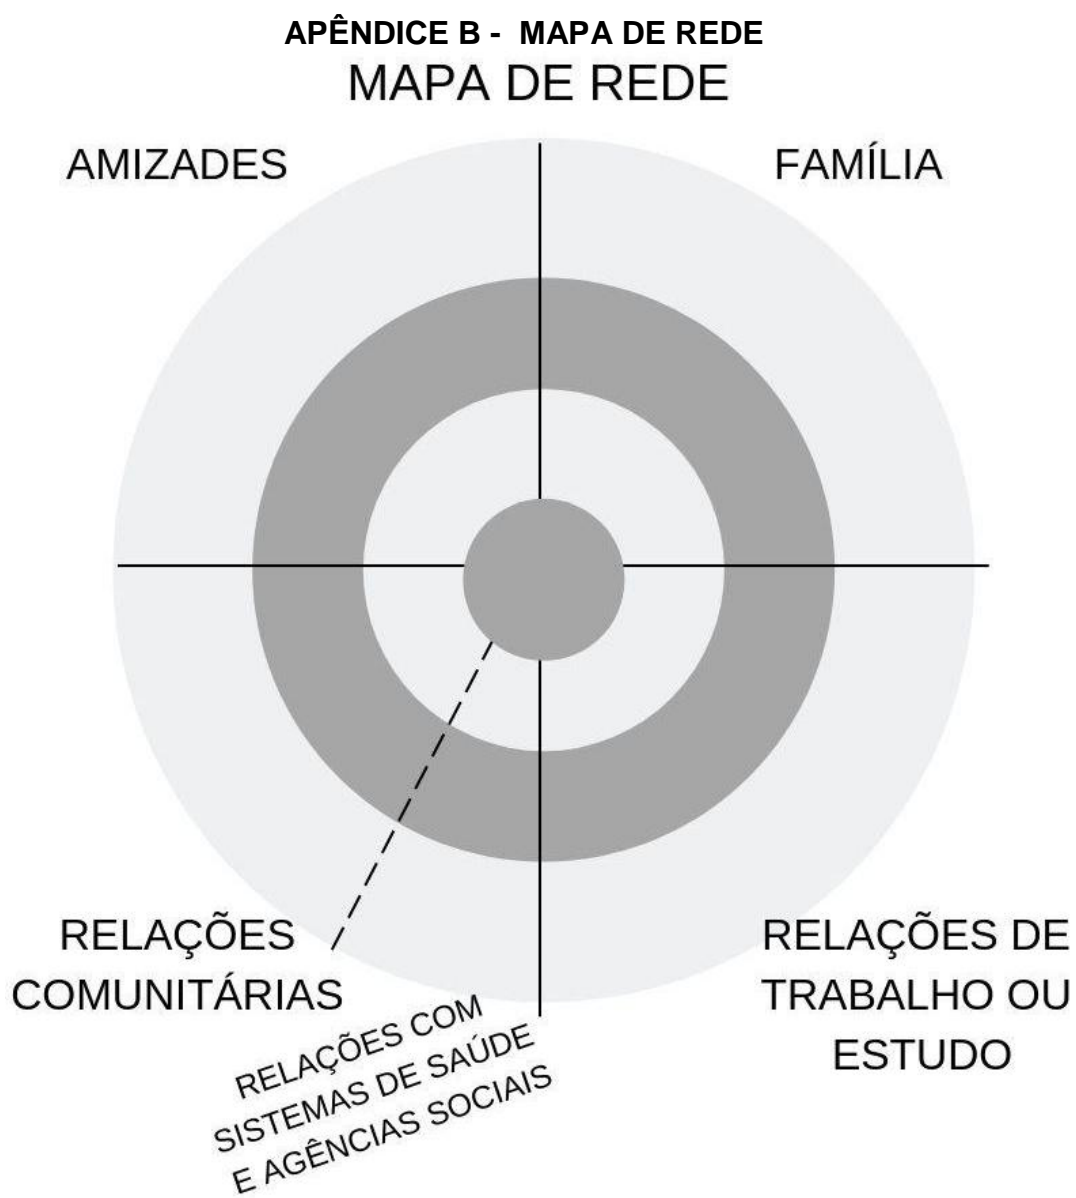 APÊNDICE B - MAPA DE REDE
MAPA DE REDE
AMIZADES
FAMÍLIA
RELAÇÕES
COMUNITÁRIAS
RELAÇÕES COM
SISTEMAS DE SAÚDE
E AGÊNCIAS SOCIAIS
RELAÇÕES DE
TRABALHO OU
ESTUDO